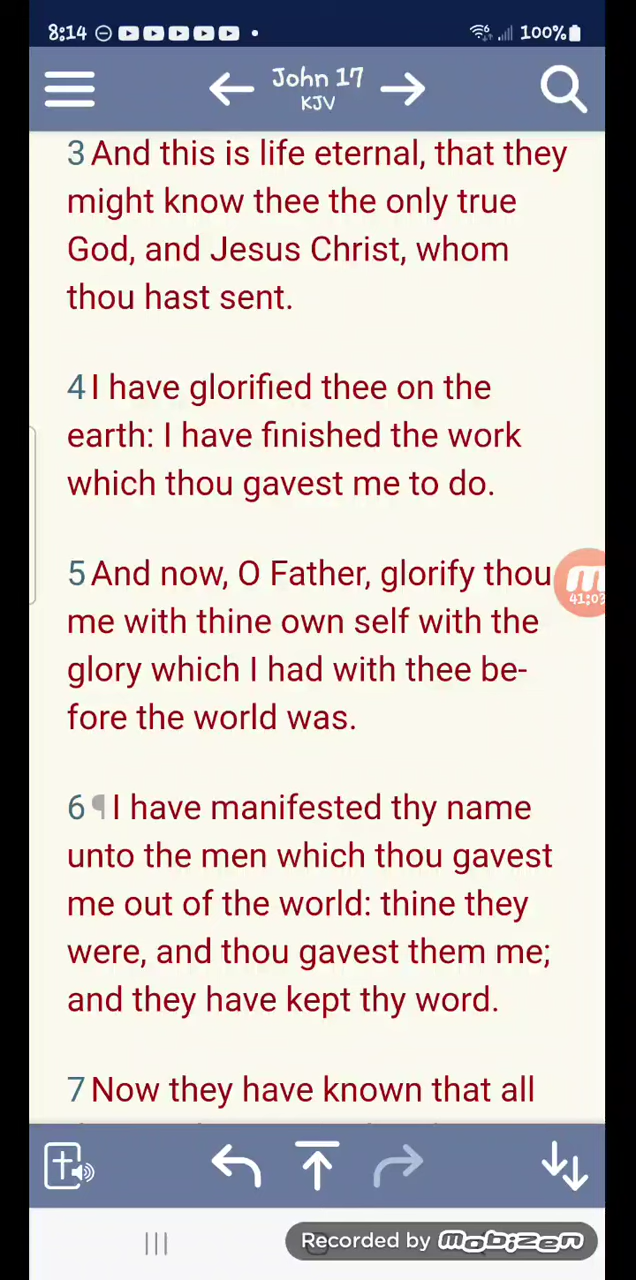 8:14 100%
John 17
KJV
3 And this is life eternal, that they
might know thee the only true
God, and Jesus Christ, whom
thou hast sent.
4 I have glorified thee on the
earth: I have finished the work
which thou gavest me to do.
5 And now, O Father, glorify thou
me with thine own self with the
glory which I had with thee be-
fore the world was.
6 ¶ I have manifested thy name
unto the men which thou gavest
me out of the world: thine they
were, and thou gavest them me;
and they have kept thy word.
7 Now they have known that all
41:03
Recorded by mobizen